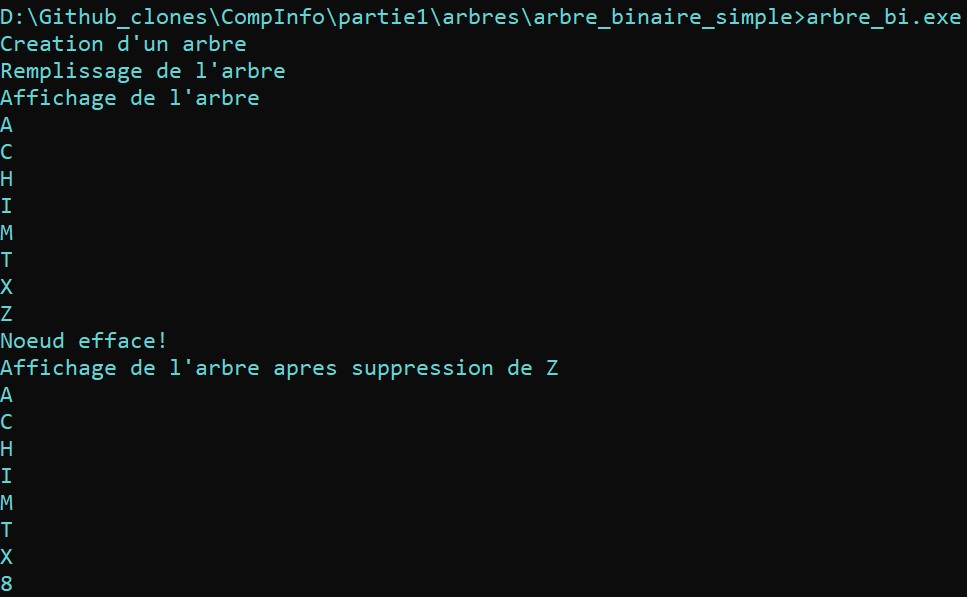 D:\Github_clones\CompInfo\partie1\arbres\arbre_binaire_simple>arbre_bi.exe
Creation d'un arbre
Remplissage de l'arbre
Affichage de l'arbre
A
C
H
I
M
T
X
Z
Noeud efface!
Affichage de l'arbre apres suppression de Z
A
C
H
I
M
T
X
8